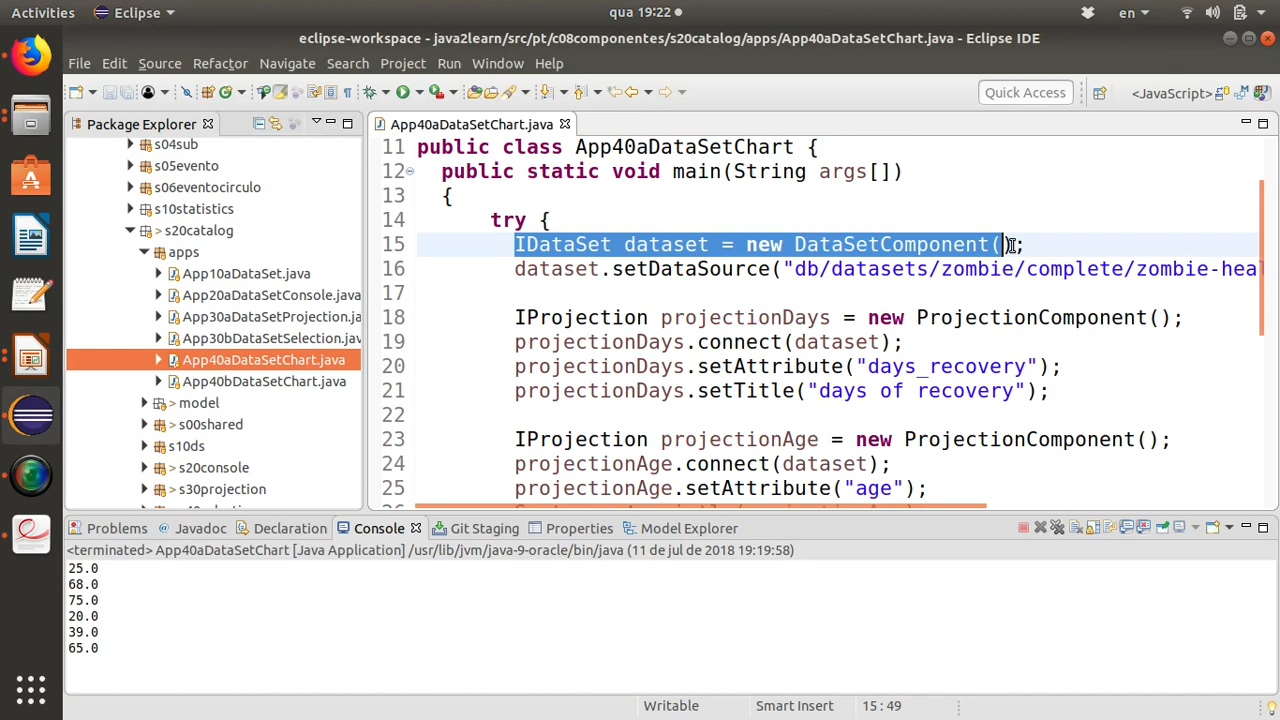 Activities Eclipse qua 19:22 en
eclipse-workspace - java2learn/src/pt/c08componentes/s20catalog/apps/App40aDataSetChart.java - Eclipse IDE
File Edit Source Refactor Navigate Search Project Run Window Help
Quick Access <JavaScript>
Package Explorer
s04sub
s05evento
s06eventocirculo
s10statistics
> s20catalog
apps
App10aDataSet.java
App20aDataSetConsole.java
App30aDataSetProjection.ja
App30bDataSetSelection.jav
App40aDataSetChart.java
App40bDataSetChart.java
> model
> s00shared
s10ds
> s20console
> s30projection
App40aDataSetChart.java
11 public class App40aDataSetChart {
12 public static void main(String args[])
13 {
14 try {
15 IDataSet dataset = new DataSetComponent();
16 dataset.setDataSource("db/datasets/zombie/complete/zombie-heal
17
18 IProjection projectionDays = new ProjectionComponent();
19 projectionDays.connect(dataset);
20 projectionDays.setAttribute("days_recovery");
21 projectionDays.setTitle("days of recovery");
22
23 IProjection projectionAge = new ProjectionComponent();
24 projectionAge.connect(dataset);
25 projectionAge.setAttribute("age");
Problems Javadoc Declaration Console Git Staging Properties Model Explorer
<terminated> App40aDataSetChart [Java Application] /usr/lib/jvm/java-9-oracle/bin/java (11 de jul de 2018 19:19:58)
25.0
68.0
75.0
20.0
39.0
65.0
Writable Smart Insert 15:49